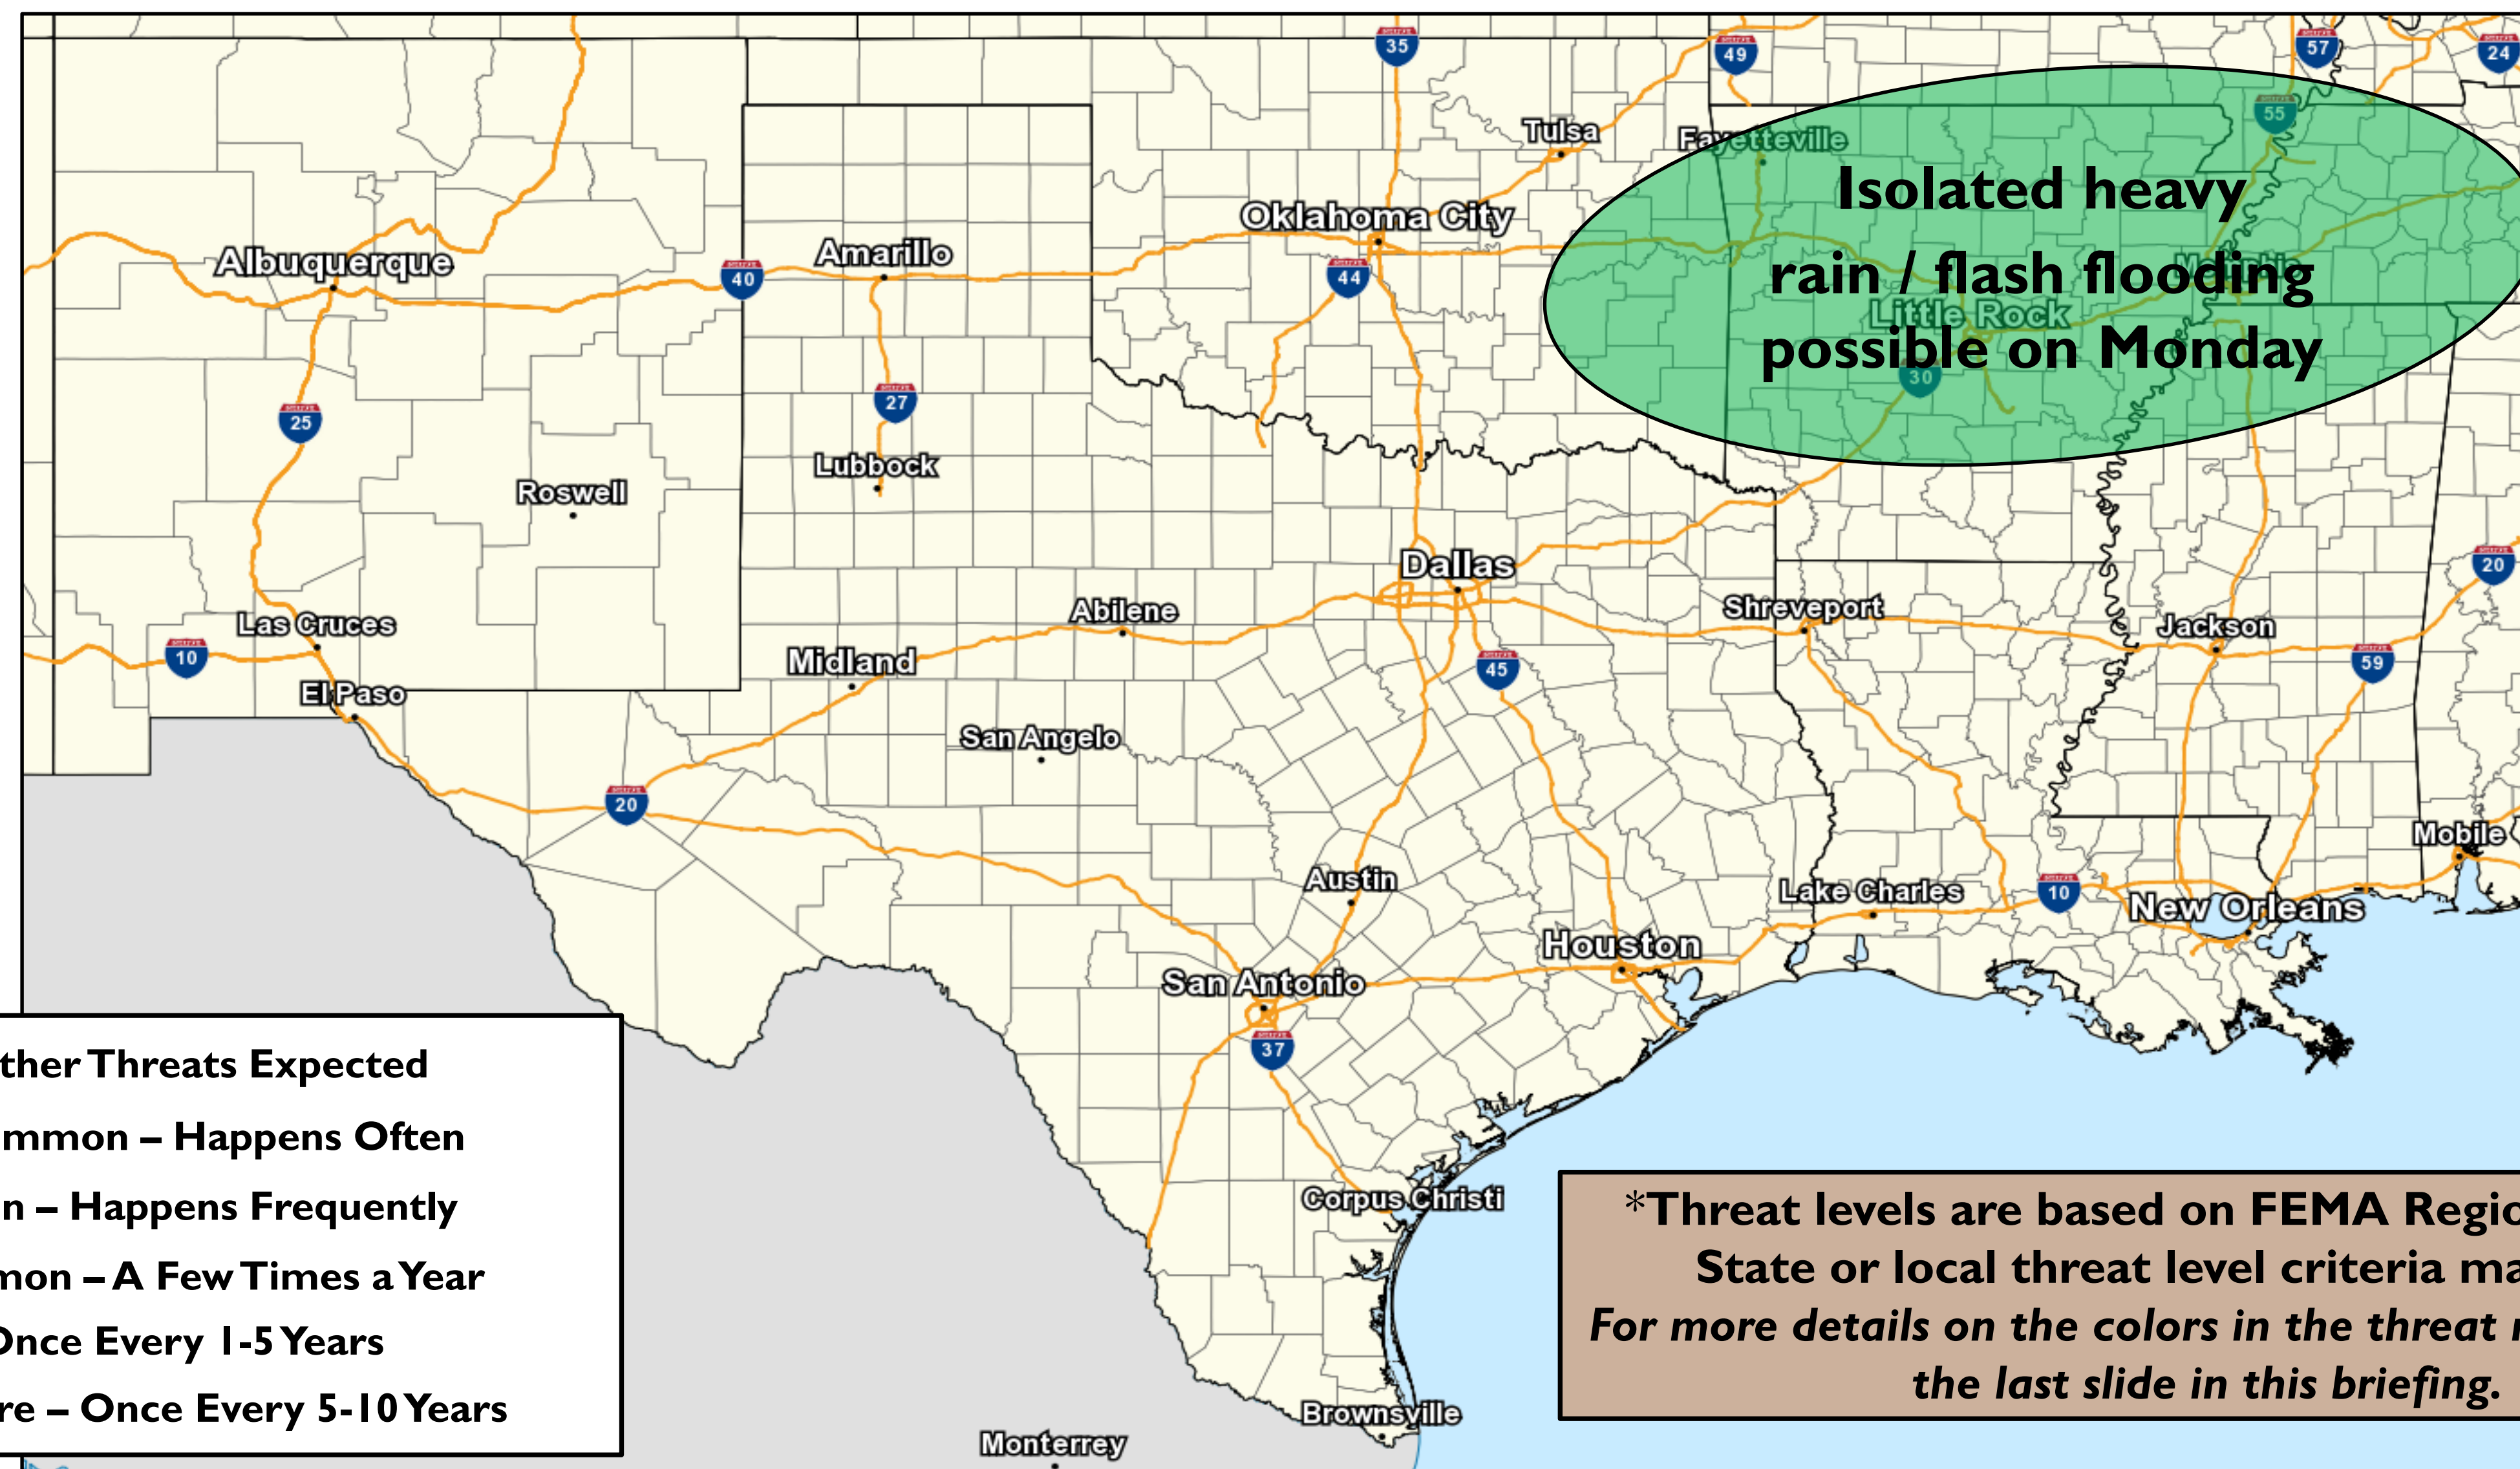 35
49
57
24
55
Tulsa
Fayetteville
Isolated heavy
Oklahoma City
Albuquerque
Amarillo
40
44
rain / flash flooding
Memphis
Little Rock
possible on Monday
30
25
27
Lubbock
Roswell
Dallas
20
Abilene
Shreveport
Las Cruces
Jackson
10
Midland
45
59
El Paso
San Angelo
20
Mobile
Austin
Lake Charles
10
New Orleans
Houston
San Antonio
37
Corpus Christi
Brownsville
Monterrey
ther Threats Expected
mmon – Happens Often
n – Happens Frequently
mon – A Few Times a Year
Once Every 1-5 Years
re – Once Every 5-10 Years
*Threat levels are based on FEMA Regio
State or local threat level criteria ma
For more details on the colors in the threat
the last slide in this briefing.